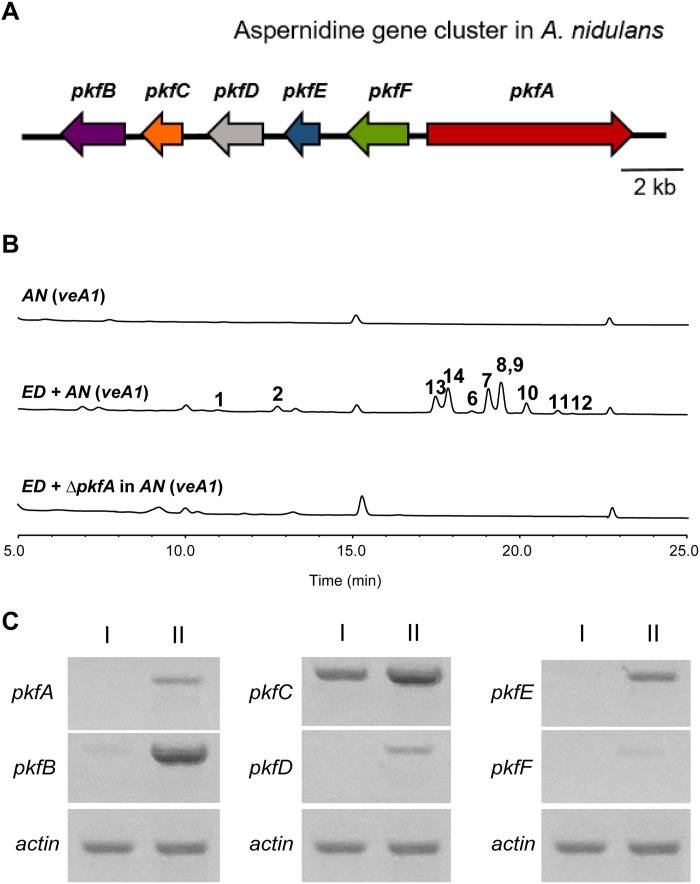 A
Aspernidine gene cluster in A. nidulans
pkfB pkfC pkfD pkfE pkfF pkfA
2 kb
B
AN (veA1)
ED + AN (veA1)
1 2 13 14 6 7 8,9 10 11 12
ED + ΔpkfA in AN (veA1)
5.0 10.0 15.0 20.0 25.0
Time (min)
C
I II I II I II
pkfA pkfC pkfE
pkfB pkfD pkfF
actin actin actin